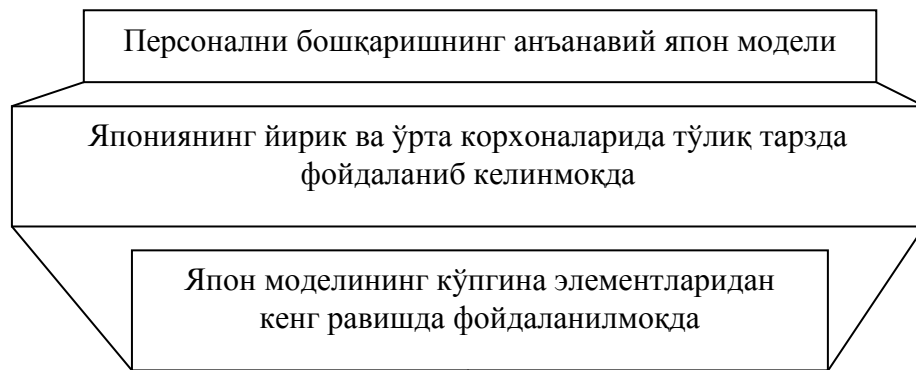 Персонални бошқаришнинг анъанавий япон модели
Япониянинг йирик ва ўрта корхоналарида тўлиқ тарзда
фойдаланиб келинмоқда
Япон моделининг кўпгина элементларидан
кенг равишда фойдаланилмоқда